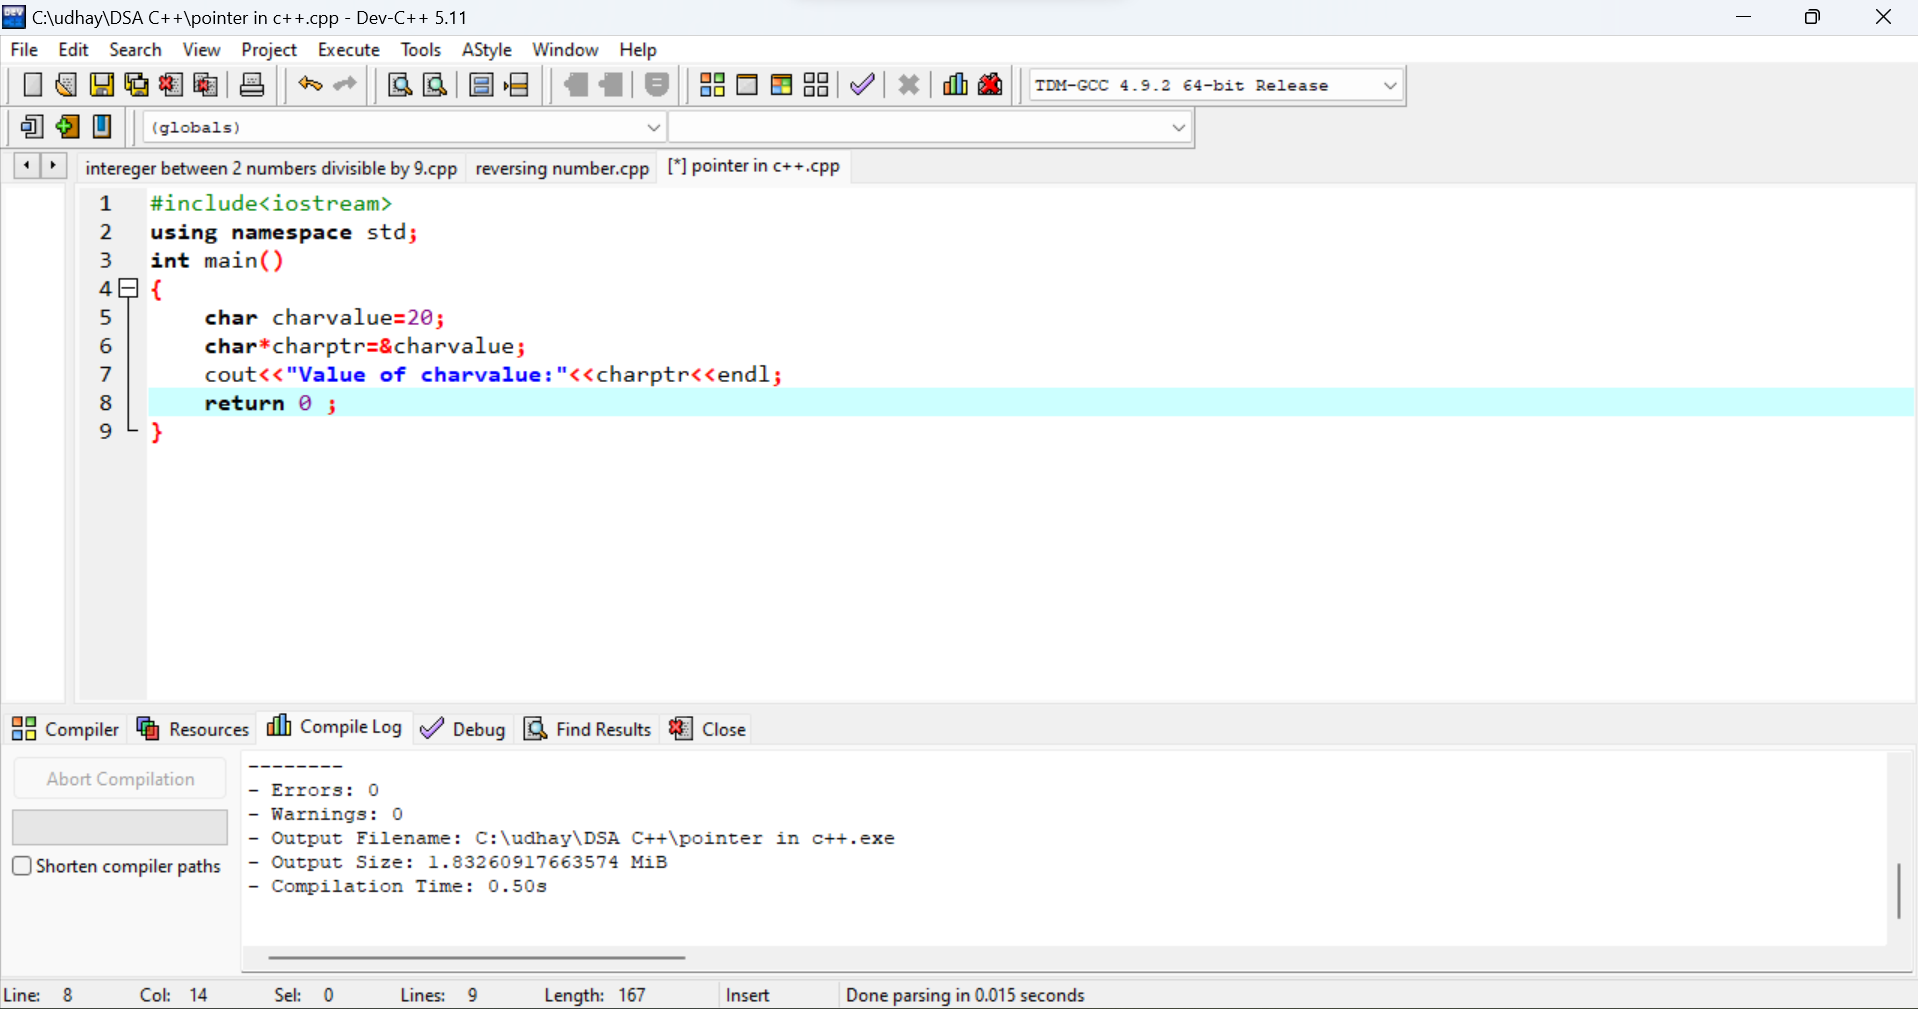 C:\udhay\DSA C++\pointer in c++.cpp - Dev-C++ 5.11
File Edit Search View Project Execute Tools AStyle Window Help
TDM-GCC 4.9.2 64-bit Release
(globals)
intereger between 2 numbers divisible by 9.cpp reversing number.cpp [*] pointer in c++.cpp
1 #include<iostream>
2 using namespace std;
3 int main()
4 {
5 char charvalue=20;
6 char*charptr=&charvalue;
7 cout<<"Value of charvalue:"<<charptr<<endl;
8 return 0 ;
9 }
Compiler Resources Compile Log Debug Find Results Close
Abort Compilation
Shorten compiler paths
--------
- Errors: 0
- Warnings: 0
- Output Filename: C:\udhay\DSA C++\pointer in c++.exe
- Output Size: 1.83260917663574 MiB
- Compilation Time: 0.50s
Line: 8 Col: 14 Sel: 0 Lines: 9 Length: 167 Insert Done parsing in 0.015 seconds